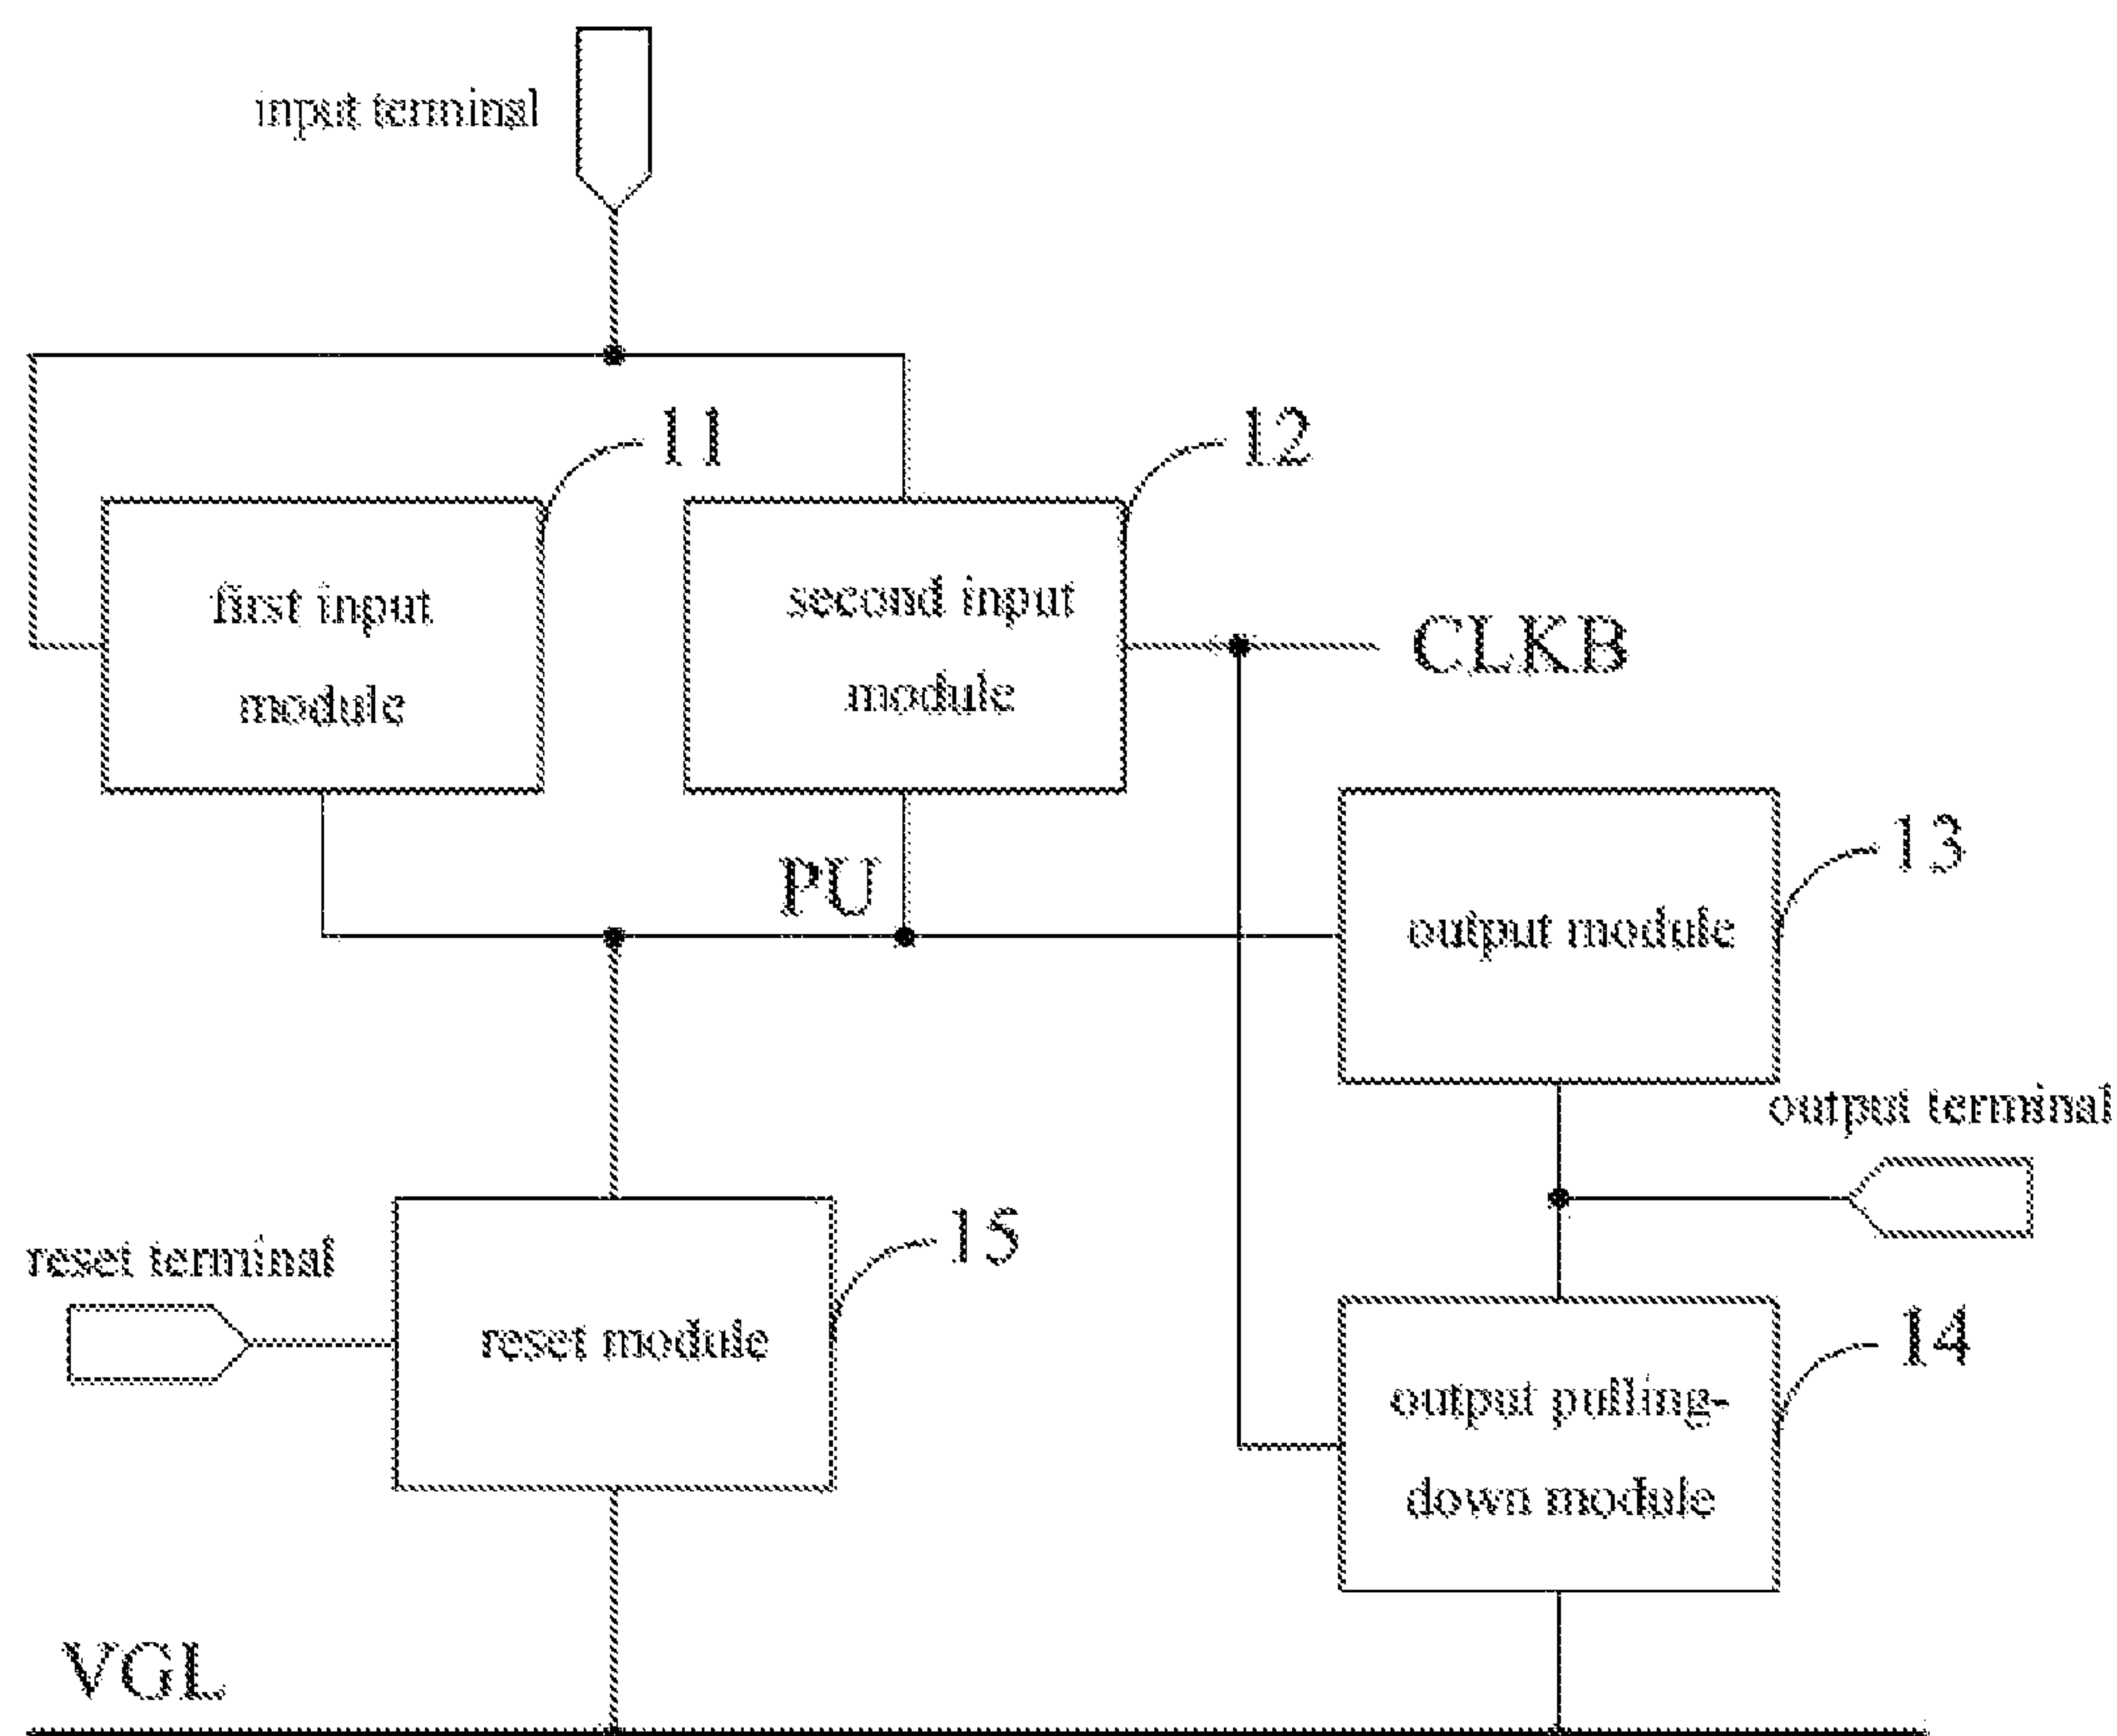 input terminal
11
12
first input
module
second input
module
CLKB
PU
13
output module
output terminal
15
reset terminal
reset module
14
output pulling-
down module
VGL